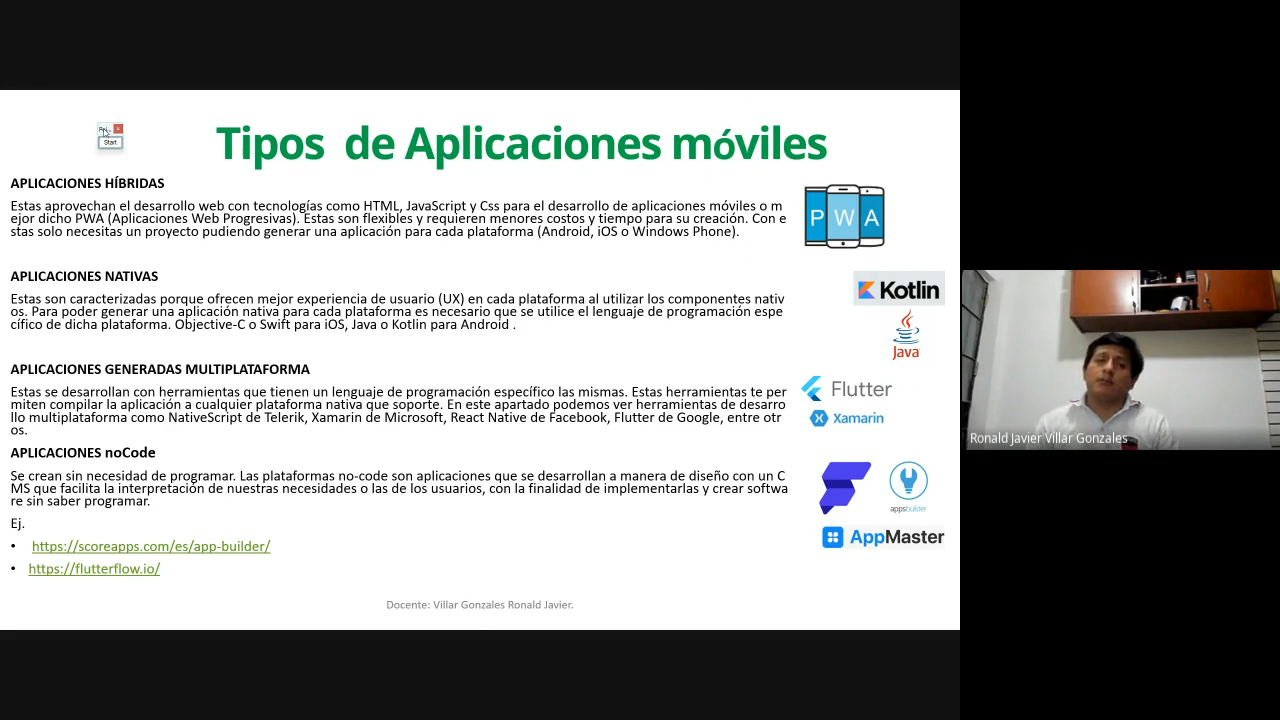 Start
Tipos de Aplicaciones móviles
APLICACIONES HÍBRIDAS
Estas aprovechan el desarrollo web con tecnologías como HTML, JavaScript y Css para el desarrollo de aplicaciones móviles o m
ejor dicho PWA (Aplicaciones Web Progresivas). Estas son flexibles y requieren menores costos y tiempo para su creación. Con e
stas solo necesitas un proyecto pudiendo generar una aplicación para cada plataforma (Android, iOS o Windows Phone).
PWA
APLICACIONES NATIVAS
Estas son caracterizadas porque ofrecen mejor experiencia de usuario (UX) en cada plataforma al utilizar los componentes nativ
os. Para poder generar una aplicación nativa para cada plataforma es necesario que se utilice el lenguaje de programación espe
cífico de dicha plataforma. Objective-C o Swift para iOS, Java o Kotlin para Android .
Kotlin
Java
APLICACIONES GENERADAS MULTIPLATAFORMA
Estas se desarrollan con herramientas que tienen un lenguaje de programación específico las mismas. Estas herramientas te per
miten compilar la aplicación a cualquier plataforma nativa que soporte. En este apartado podemos ver herramientas de desarro
llo multiplataforma como NativeScript de Telerik, Xamarin de Microsoft, React Native de Facebook, Flutter de Google, entre otr
os.
Flutter
Xamarin
APLICACIONES noCode
Se crean sin necesidad de programar. Las plataformas no-code son aplicaciones que se desarrollan a manera de diseño con un C
MS que facilita la interpretación de nuestras necesidades o las de los usuarios, con la finalidad de implementarlas y crear softwa
re sin saber programar.
Ej.
• https://scoreapps.com/es/app-builder/
• https://flutterflow.io/
appsbuilder
AppMaster
Docente: Villar Gonzales Ronald Javier.
Ronald Javier Villar Gonzales